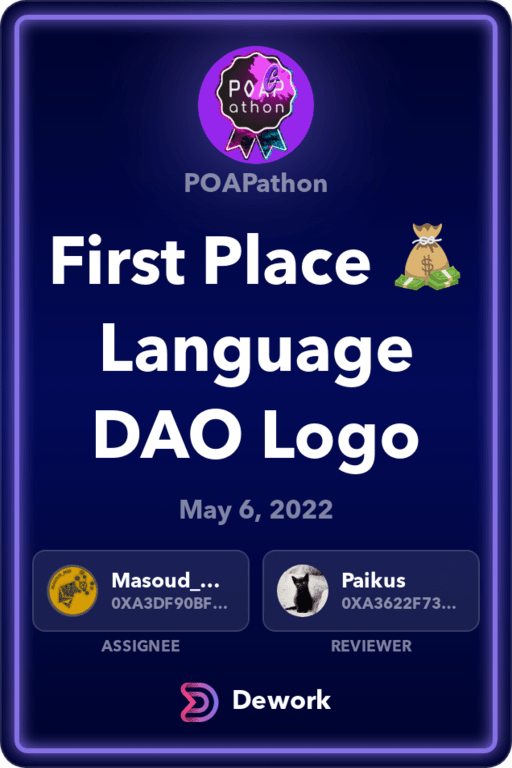 POAP
athon
POAPathon
First Place 💰
Language
DAO Logo
May 6, 2022
Masoud_...
0XA3DF90BF...
Paikus
0XA3622F73...
ASSIGNEE
REVIEWER
Dework